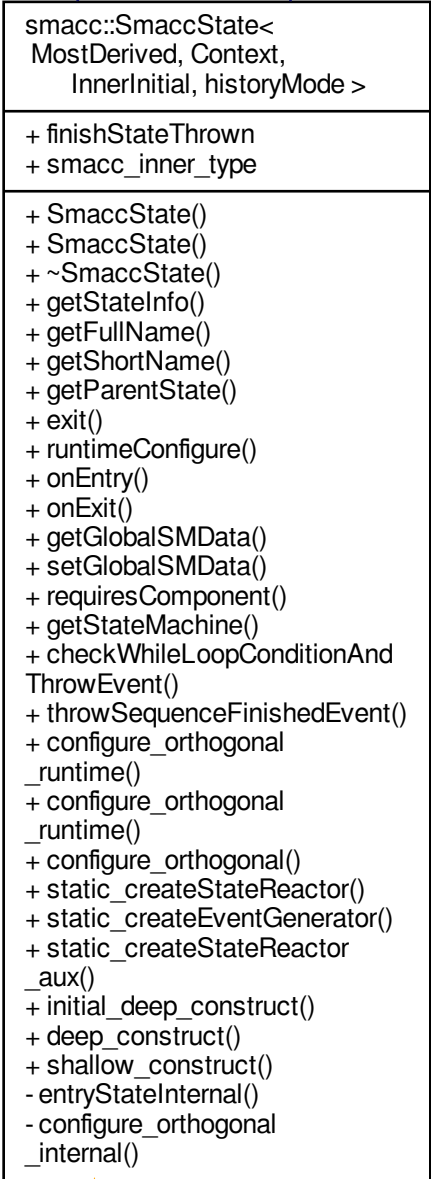 smacc::SmaccState<
MostDerived, Context,
InnerInitial, historyMode >
+ finishStateThrown
+ smacc_inner_type
+ SmaccState()
+ SmaccState()
+ ~SmaccState()
+ getStateInfo()
+ getFullName()
+ getShortName()
+ getParentState()
+ exit()
+ runtimeConfigure()
+ onEntry()
+ onExit()
+ getGlobalSMData()
+ setGlobalSMData()
+ requiresComponent()
+ getStateMachine()
+ checkWhileLoopConditionAnd
ThrowEvent()
+ throwSequenceFinishedEvent()
+ configure_orthogonal
_runtime()
+ configure_orthogonal
_runtime()
+ configure_orthogonal()
+ static_createStateReactor()
+ static_createEventGenerator()
+ static_createStateReactor
_aux()
+ initial_deep_construct()
+ deep_construct()
+ shallow_construct()
- entryStateInternal()
- configure_orthogonal
_internal()